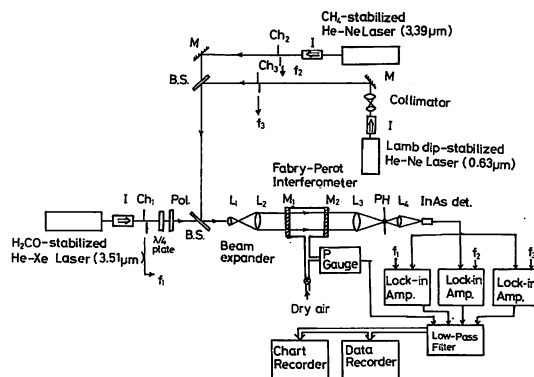 CH₄-stabilized
He-Ne Laser (3,39μm)
M
Ch₂
I
f₂
Ch₃
M
B.S.
Collimator
f₃
I
Lamb dip-stabilized
He-Ne Laser (0.63μm)
Fabry-Perot
Interferometer
I
Ch₁
Pol.
L₁
L₂
M₁
M₂
L₃
PH
L₄
InAs det.
λ/4
plate
B.S.
H₂CO-stabilized
He-Xe Laser (3.51μm)
f₁
Beam
expander
P
Gauge
f₁
f₂
Lock-in
Amp.
Lock-in
Amp.
Lock-in
Amp.
Dry air
Low-Pass
Filter
Chart
Recorder
Data
Recorder